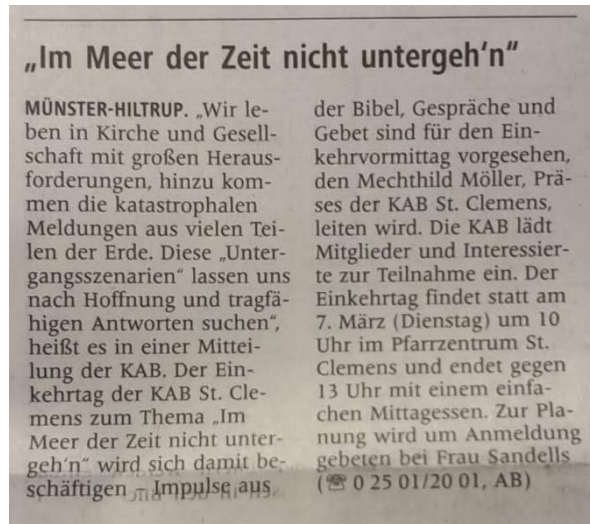 „Im Meer der Zeit nicht untergeh‘n“
MÜNSTER-HILTRUP. „Wir le-
ben in Kirche und Gesell-
schaft mit großen Heraus-
forderungen, hinzu kom-
men die katastrophalen
Meldungen aus vielen Tei-
len der Erde. Diese „Unter-
gangsszenarien“ lassen uns
nach Hoffnung und tragfä-
higen Antworten suchen“,
heißt es in einer Mittei-
lung der KAB. Der Ein-
kehrtag der KAB St. Cle-
mens zum Thema „Im
Meer der Zeit nicht unter-
geh‘n“ wird sich damit be-
schäftigen – Impulse aus
der Bibel, Gespräche und
Gebet sind für den Ein-
kehrvormittag vorgesehen,
den Mechthild Möller, Prä-
ses der KAB St. Clemens,
leiten wird. Die KAB lädt
Mitglieder und Interessier-
te zur Teilnahme ein. Der
Einkehrtag findet statt am
7. März (Dienstag) um 10
Uhr im Pfarrzentrum St.
Clemens und endet gegen
13 Uhr mit einem einfa-
chen Mittagessen. Zur Pla-
nung wird um Anmeldung
gebeten bei Frau Sandells
(☎ 0 25 01/20 01, AB)